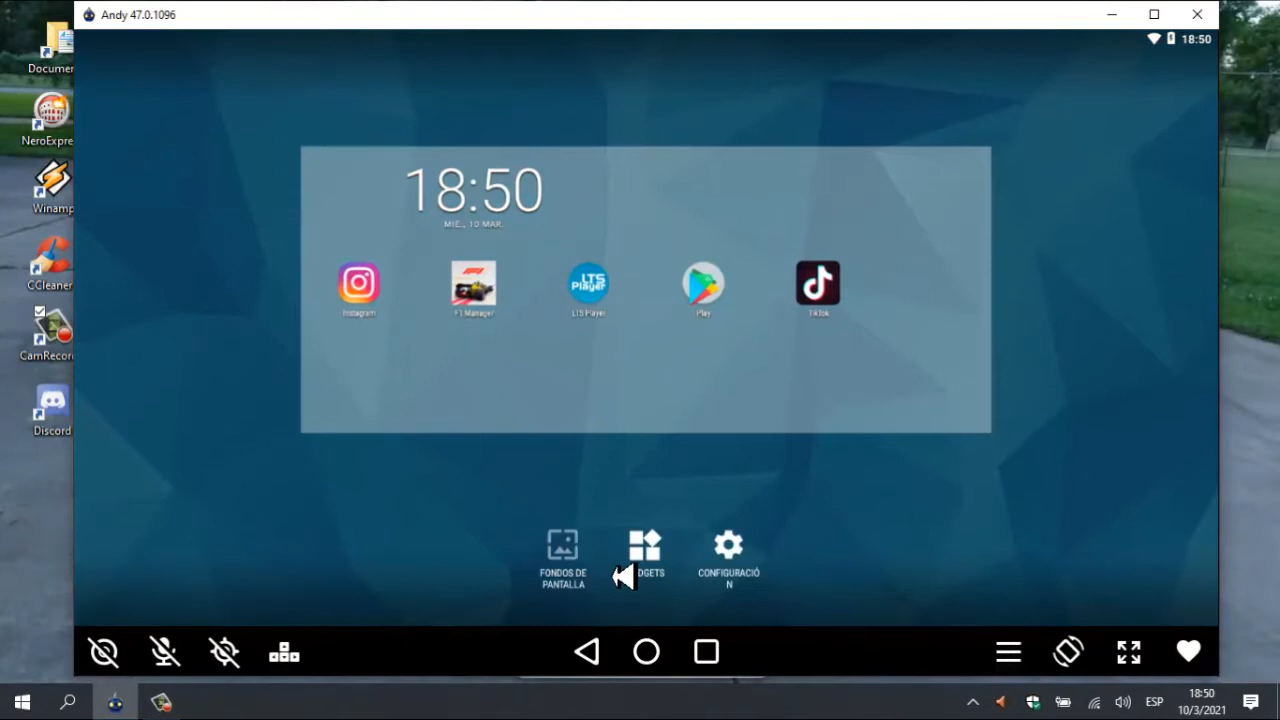 Andy 47.0.1096
18:50
Documen
NeroExpre
Winamp
CCleaner
CamRecor
Discord
18:50
MIÉ., 10 MAR.
LTS
Player
Instagram
F1 Manager
LTS Player
Play
TikTok
FONDOS DE
PANTALLA
DGETS
CONFIGURACIÓ
N
ESP
18:50
10/3/2021